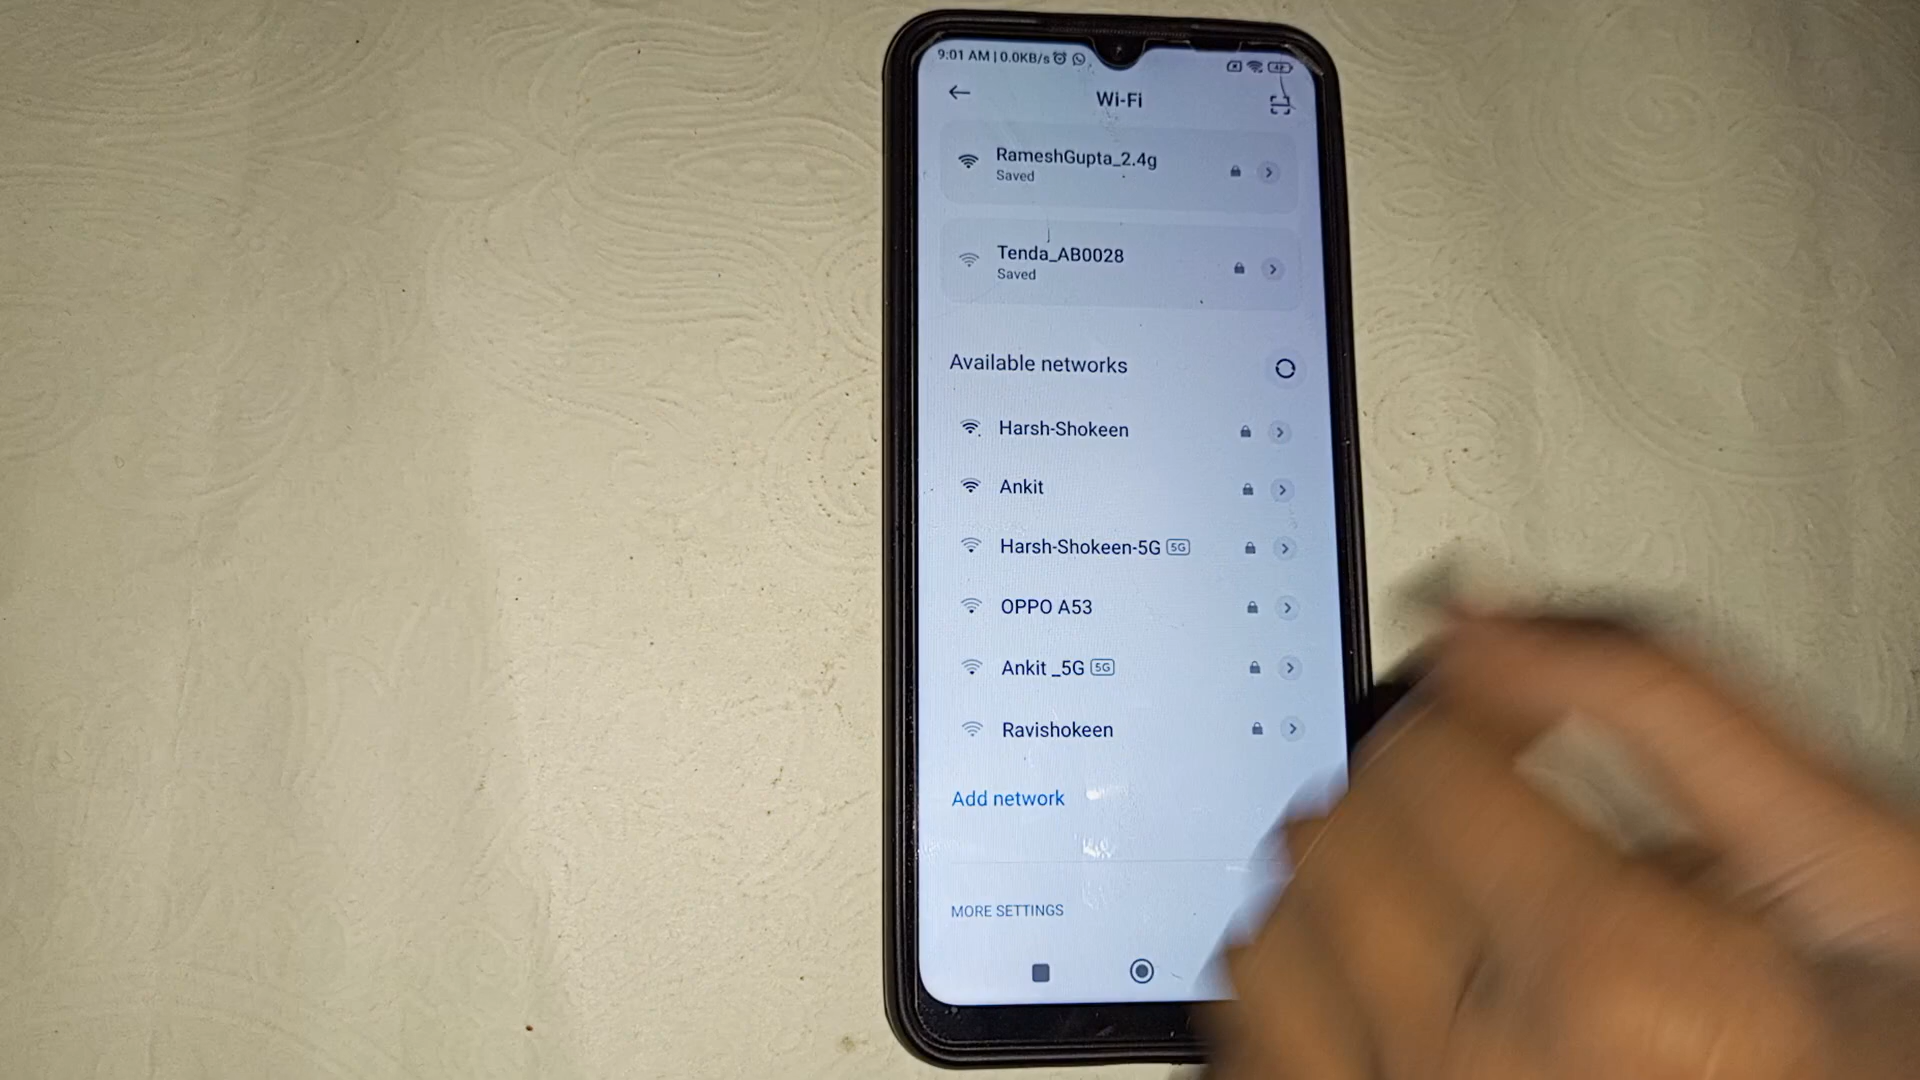 9:01 AM | 0.0KB/s
Wi-Fi
RameshGupta_2.4g
Saved
Tenda_AB0028
Saved
Available networks
Harsh-Shokeen
Ankit
Harsh-Shokeen-5G 5G
OPPO A53
Ankit _5G 5G
Ravishokeen
Add network
MORE SETTINGS